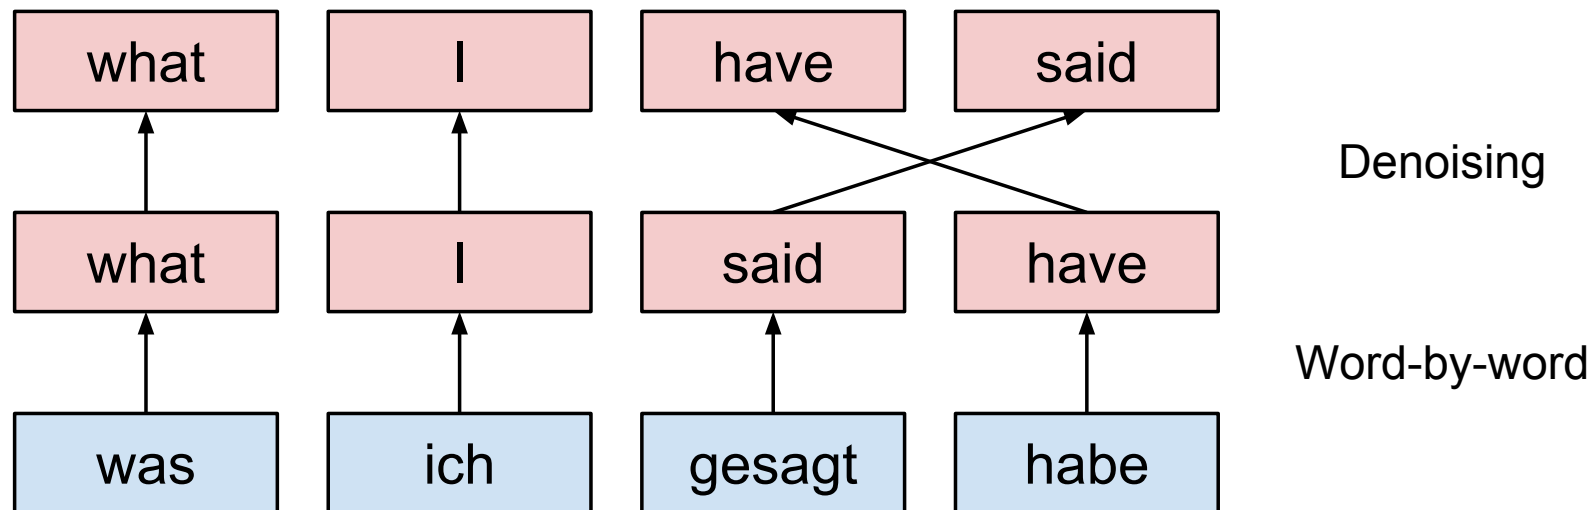 what I have said
Denoising
what I said have
Word-by-word
was ich gesagt habe